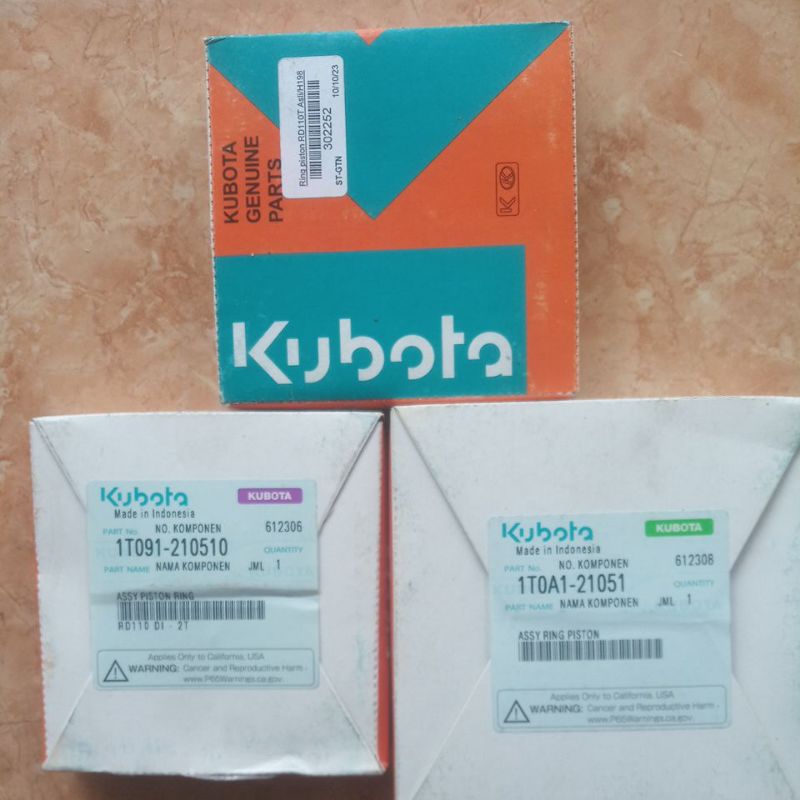 Ring piston RD110T Asli/H198
302252
ST-GTN 10/10/23
KUBOTA
GENUINE
PARTS
K
Kubota
Kubota KUBOTA
Made in Indonesia
PART No. NO. KOMPONEN 612306
1T091-210510 QUANTITY
PART NAME NAMA KOMPONEN JML 1
ASSY PISTON RING
RD110 DI - 2T
Applies Only to California, USA
WARNING: Cancer and Reproductive Harm -
www.P65Warnings.ca.gov.
Kubota KUBOTA
Made in Indonesia
PART No. NO. KOMPONEN 612308
1T0A1-21051 QUANTITY
PART NAME NAMA KOMPONEN JML 1
ASSY RING PISTON
Applies Only to California, USA
WARNING: Cancer and Reproductive Harm -
www.P65Warnings.ca.gov.